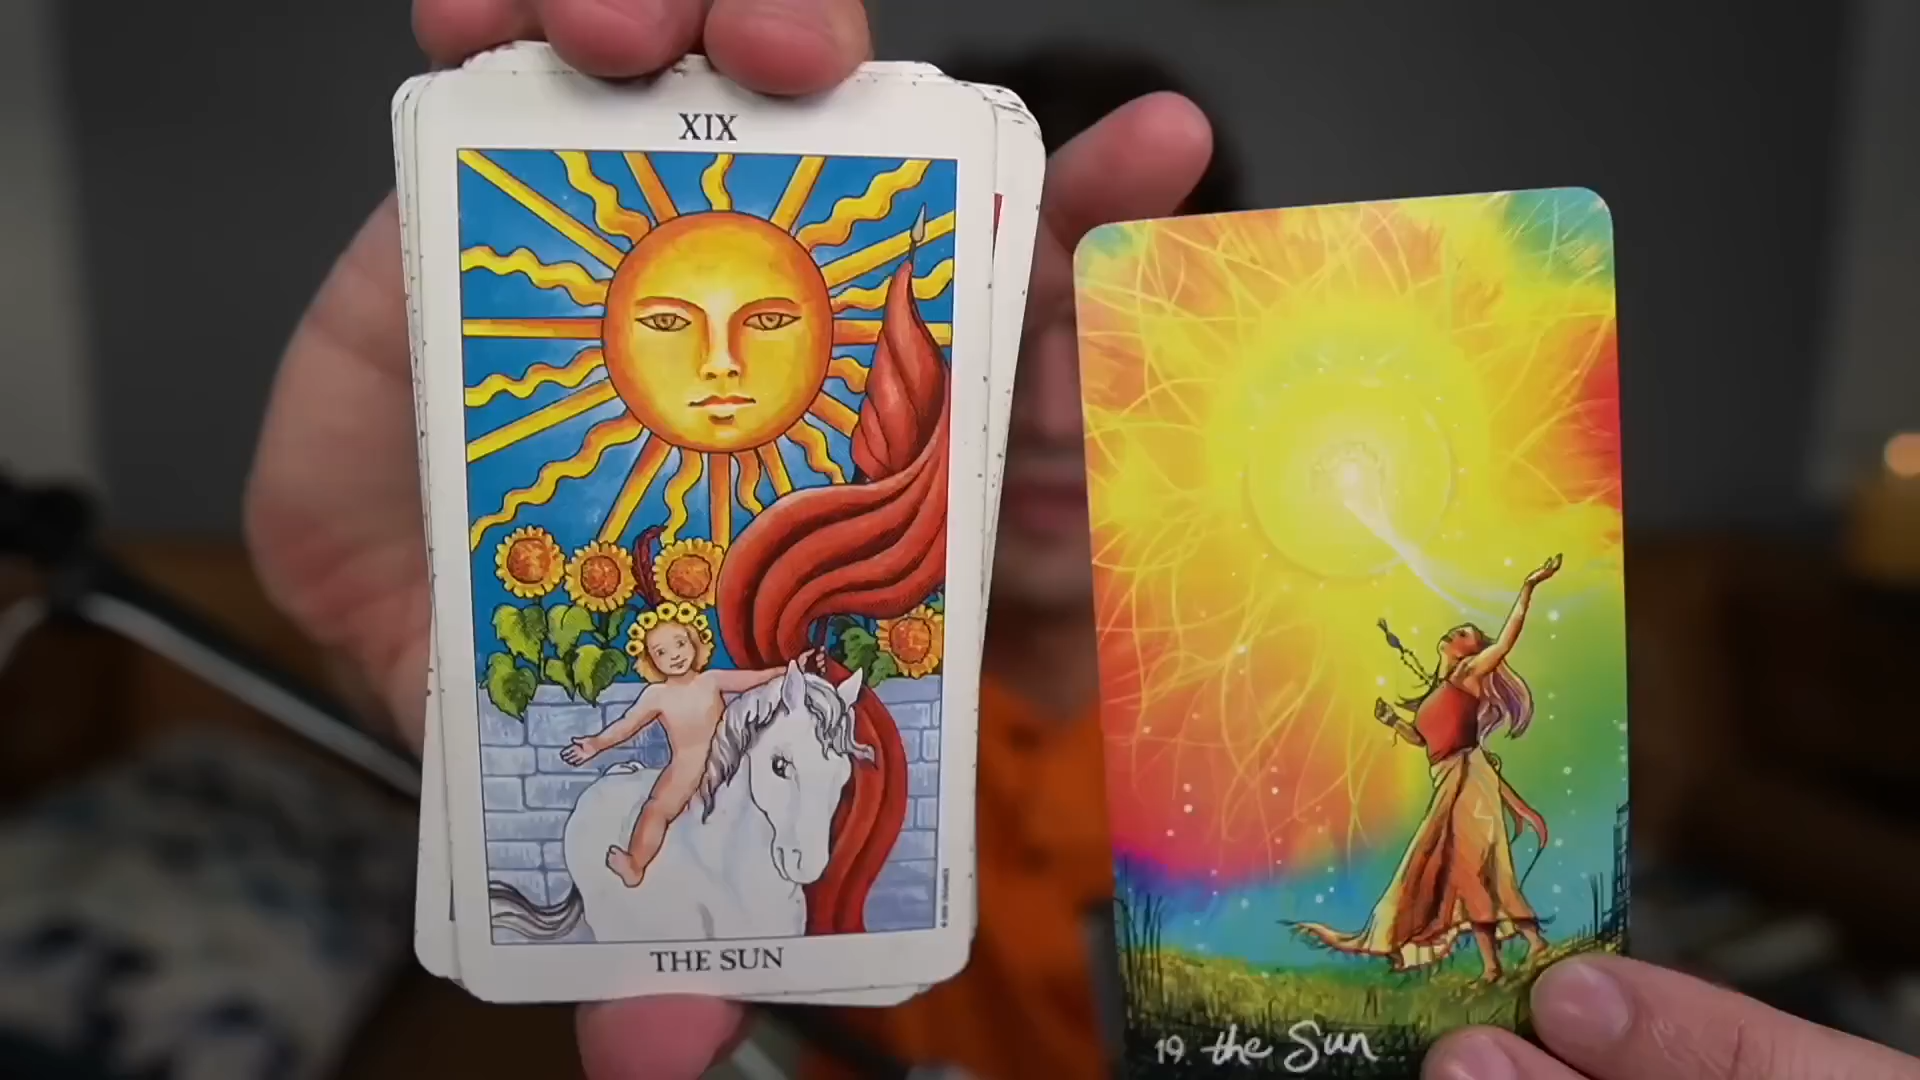 XIX
THE SUN
19. the Sun